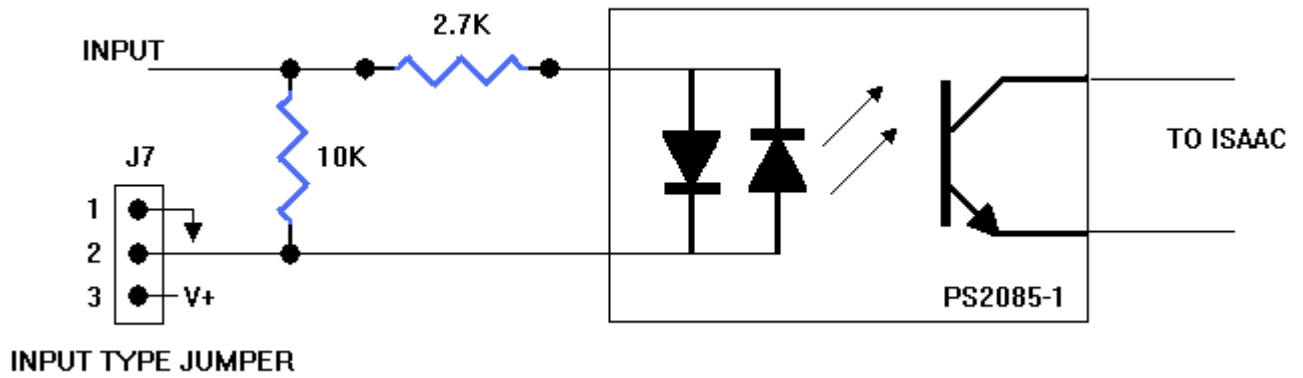 2.7K
INPUT
J7
10K
TO ISAAC
1
2
3
V+
PS2085-1
INPUT TYPE JUMPER